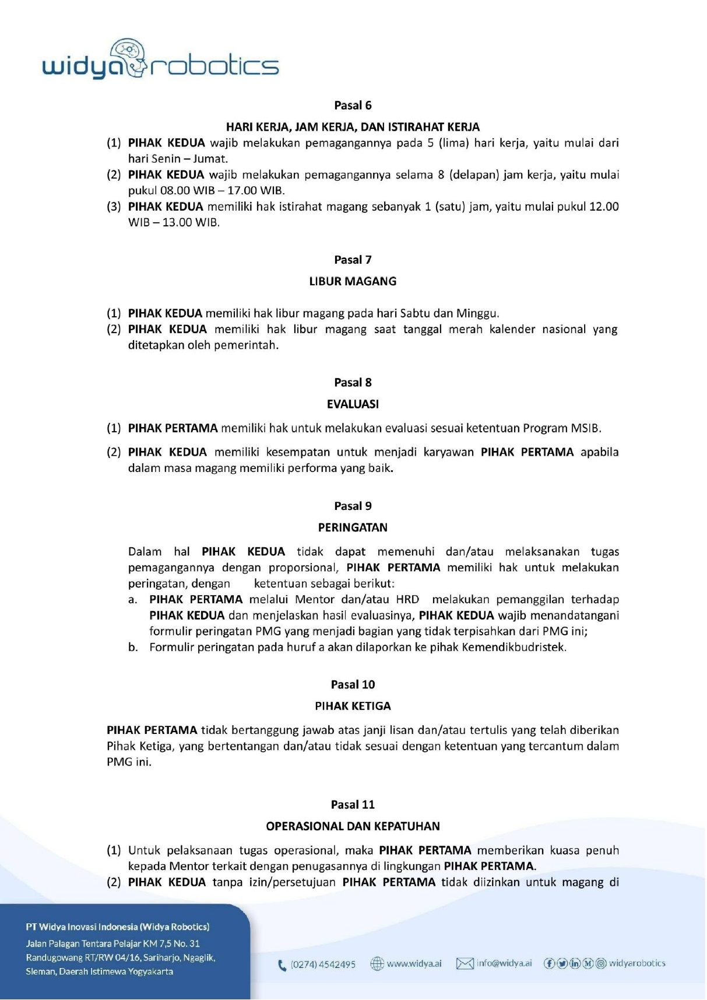 widya robotics
Pasal 6
HARI KERJA, JAM KERJA, DAN ISTIRAHAT KERJA
(1) PIHAK KEDUA wajib melakukan pemagangannya pada 5 (lima) hari kerja, yaitu mulai dari
hari Senin – Jumat.
(2) PIHAK KEDUA wajib melakukan pemagangannya selama 8 (delapan) jam kerja, yaitu mulai
pukul 08.00 WIB – 17.00 WIB.
(3) PIHAK KEDUA memiliki hak istirahat magang sebanyak 1 (satu) jam, yaitu mulai pukul 12.00
WIB – 13.00 WIB.
Pasal 7
LIBUR MAGANG
(1) PIHAK KEDUA memiliki hak libur magang pada hari Sabtu dan Minggu.
(2) PIHAK KEDUA memiliki hak libur magang saat tanggal merah kalender nasional yang
ditetapkan oleh pemerintah.
Pasal 8
EVALUASI
(1) PIHAK PERTAMA memiliki hak untuk melakukan evaluasi sesuai ketentuan Program MSIB.
(2) PIHAK KEDUA memiliki kesempatan untuk menjadi karyawan PIHAK PERTAMA apabila
dalam masa magang memiliki performa yang baik.
Pasal 9
PERINGATAN
Dalam hal PIHAK KEDUA tidak dapat memenuhi dan/atau melaksanakan tugas
pemagangannya dengan proporsional, PIHAK PERTAMA memiliki hak untuk melakukan
peringatan, dengan ketentuan sebagai berikut:
a. PIHAK PERTAMA melalui Mentor dan/atau HRD melakukan pemanggilan terhadap
PIHAK KEDUA dan menjelaskan hasil evaluasinya, PIHAK KEDUA wajib menandatangani
formulir peringatan PMG yang menjadi bagian yang tidak terpisahkan dari PMG ini;
b. Formulir peringatan pada huruf a akan dilaporkan ke pihak Kemendikbudristek.
Pasal 10
PIHAK KETIGA
PIHAK PERTAMA tidak bertanggung jawab atas janji lisan dan/atau tertulis yang telah diberikan
Pihak Ketiga, yang bertentangan dan/atau tidak sesuai dengan ketentuan yang tercantum dalam
PMG ini.
Pasal 11
OPERASIONAL DAN KEPATUHAN
(1) Untuk pelaksanaan tugas operasional, maka PIHAK PERTAMA memberikan kuasa penuh
kepada Mentor terkait dengan penugasannya di lingkungan PIHAK PERTAMA.
(2) PIHAK KEDUA tanpa izin/persetujuan PIHAK PERTAMA tidak diizinkan untuk magang di
PT Widya Inovasi Indonesia (Widya Robotics)
Jalan Palagan Tentara Pelajar KM 7,5 No. 31
Randugowang RT/RW 04/16, Sariharjo, Ngaglik,
Sleman, Daerah Istimewa Yogyakarta
(0274) 4542495 www.widya.ai info@widya.ai widyarobotics